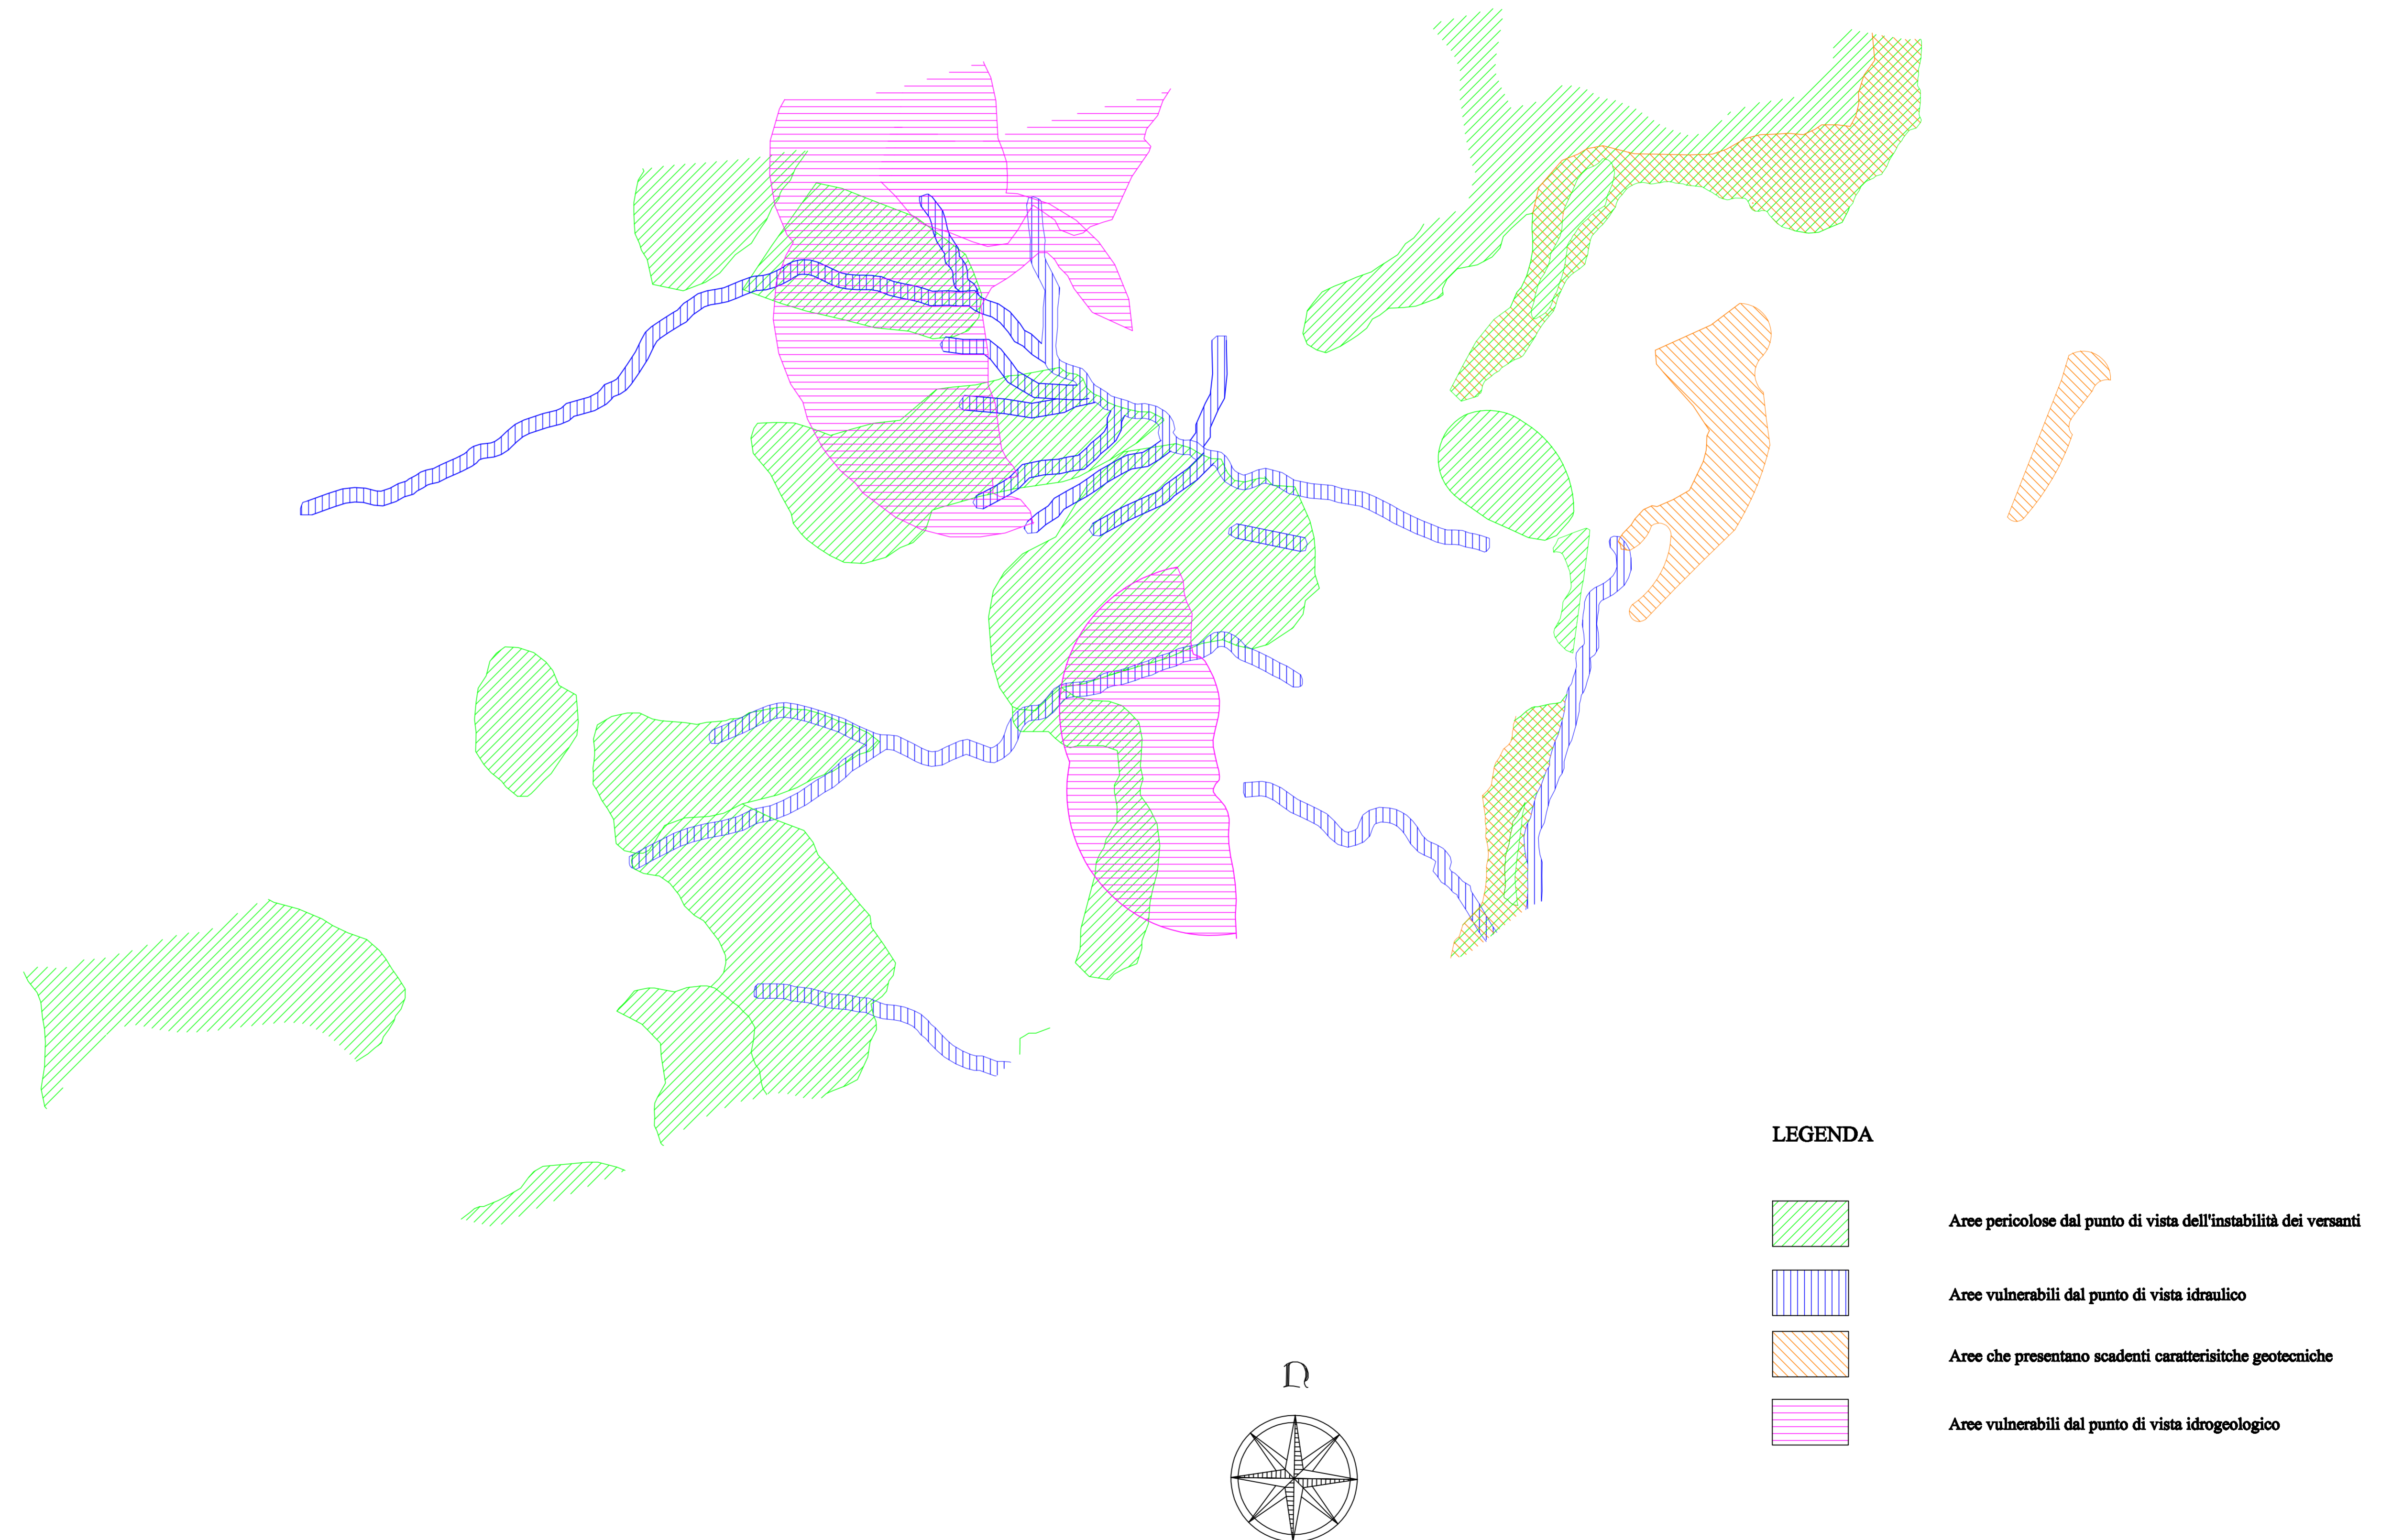 LEGENDA
Aree pericolose dal punto di vista dell'instabilità dei versanti
Aree vulnerabili dal punto di vista idraulico
Aree che presentano scadenti caratterisitche geotecniche
Aree vulnerabili dal punto di vista idrogeologico
N